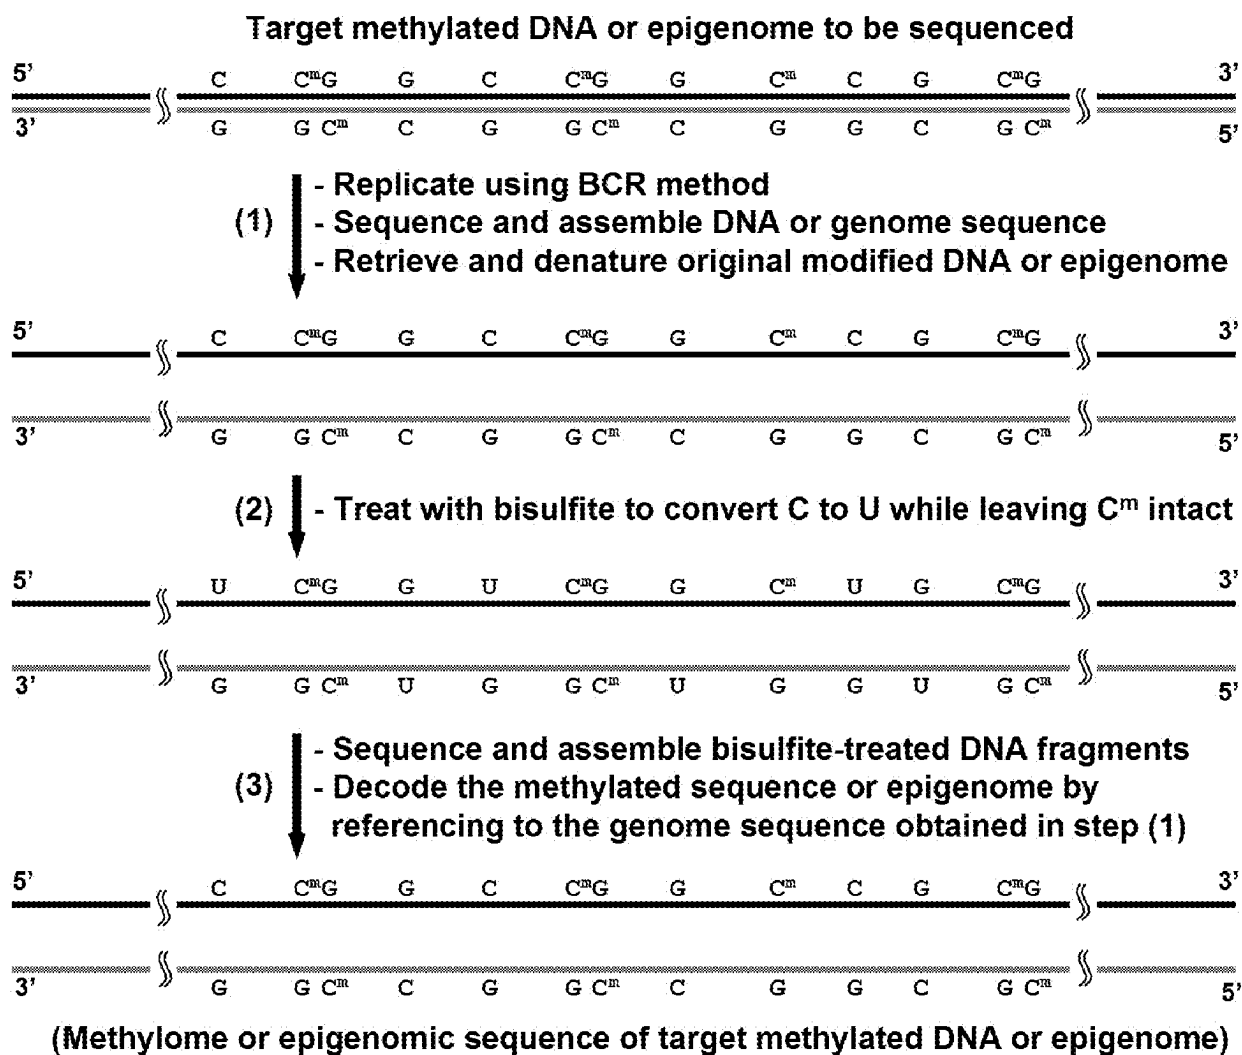 Target methylated DNA or epigenome to be sequenced
5’ C CᵐG G C CᵐG G Cᵐ C G CᵐG 3’
3’ G G Cᵐ C G G Cᵐ C G G C G Cᵐ 5’
- Replicate using BCR method
(1) - Sequence and assemble DNA or genome sequence
- Retrieve and denature original modified DNA or epigenome
5’ C CᵐG G C CᵐG G Cᵐ C G CᵐG 3’
3’ G G Cᵐ C G G Cᵐ C G G C G Cᵐ 5’
(2) - Treat with bisulfite to convert C to U while leaving Cᵐ intact
5’ U CᵐG G U CᵐG G Cᵐ U G CᵐG 3’
3’ G G Cᵐ U G G Cᵐ U G G U G Cᵐ 5’
- Sequence and assemble bisulfite-treated DNA fragments
(3) - Decode the methylated sequence or epigenome by
referencing to the genome sequence obtained in step (1)
5’ C CᵐG G C CᵐG G Cᵐ C G CᵐG 3’
3’ G G Cᵐ C G G Cᵐ C G G C G Cᵐ 5’
(Methylome or epigenomic sequence of target methylated DNA or epigenome)